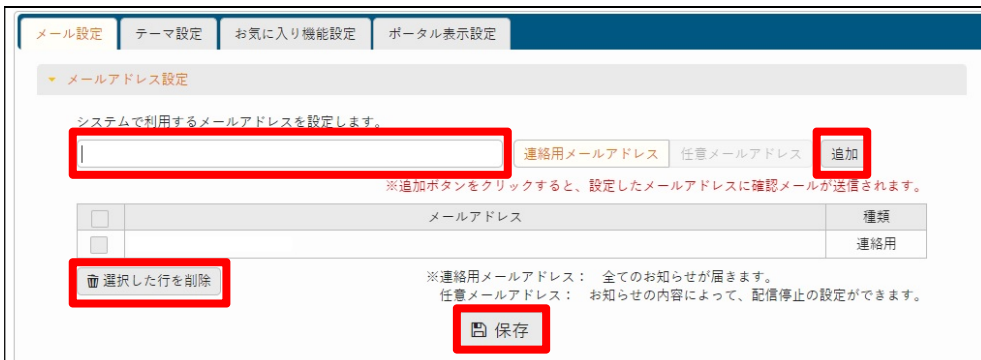 メール設定 テーマ設定 お気に入り機能設定 ポータル表示設定
メールアドレス設定
システムで利用するメールアドレスを設定します。
連絡用メールアドレス 任意メールアドレス 追加
※追加ボタンをクリックすると、設定したメールアドレスに確認メールが送信されます。
メールアドレス 種類
連絡用
選択した行を削除
※連絡用メールアドレス： 全てのお知らせが届きます。
任意メールアドレス： お知らせの内容によって、配信停止の設定ができます。
保存